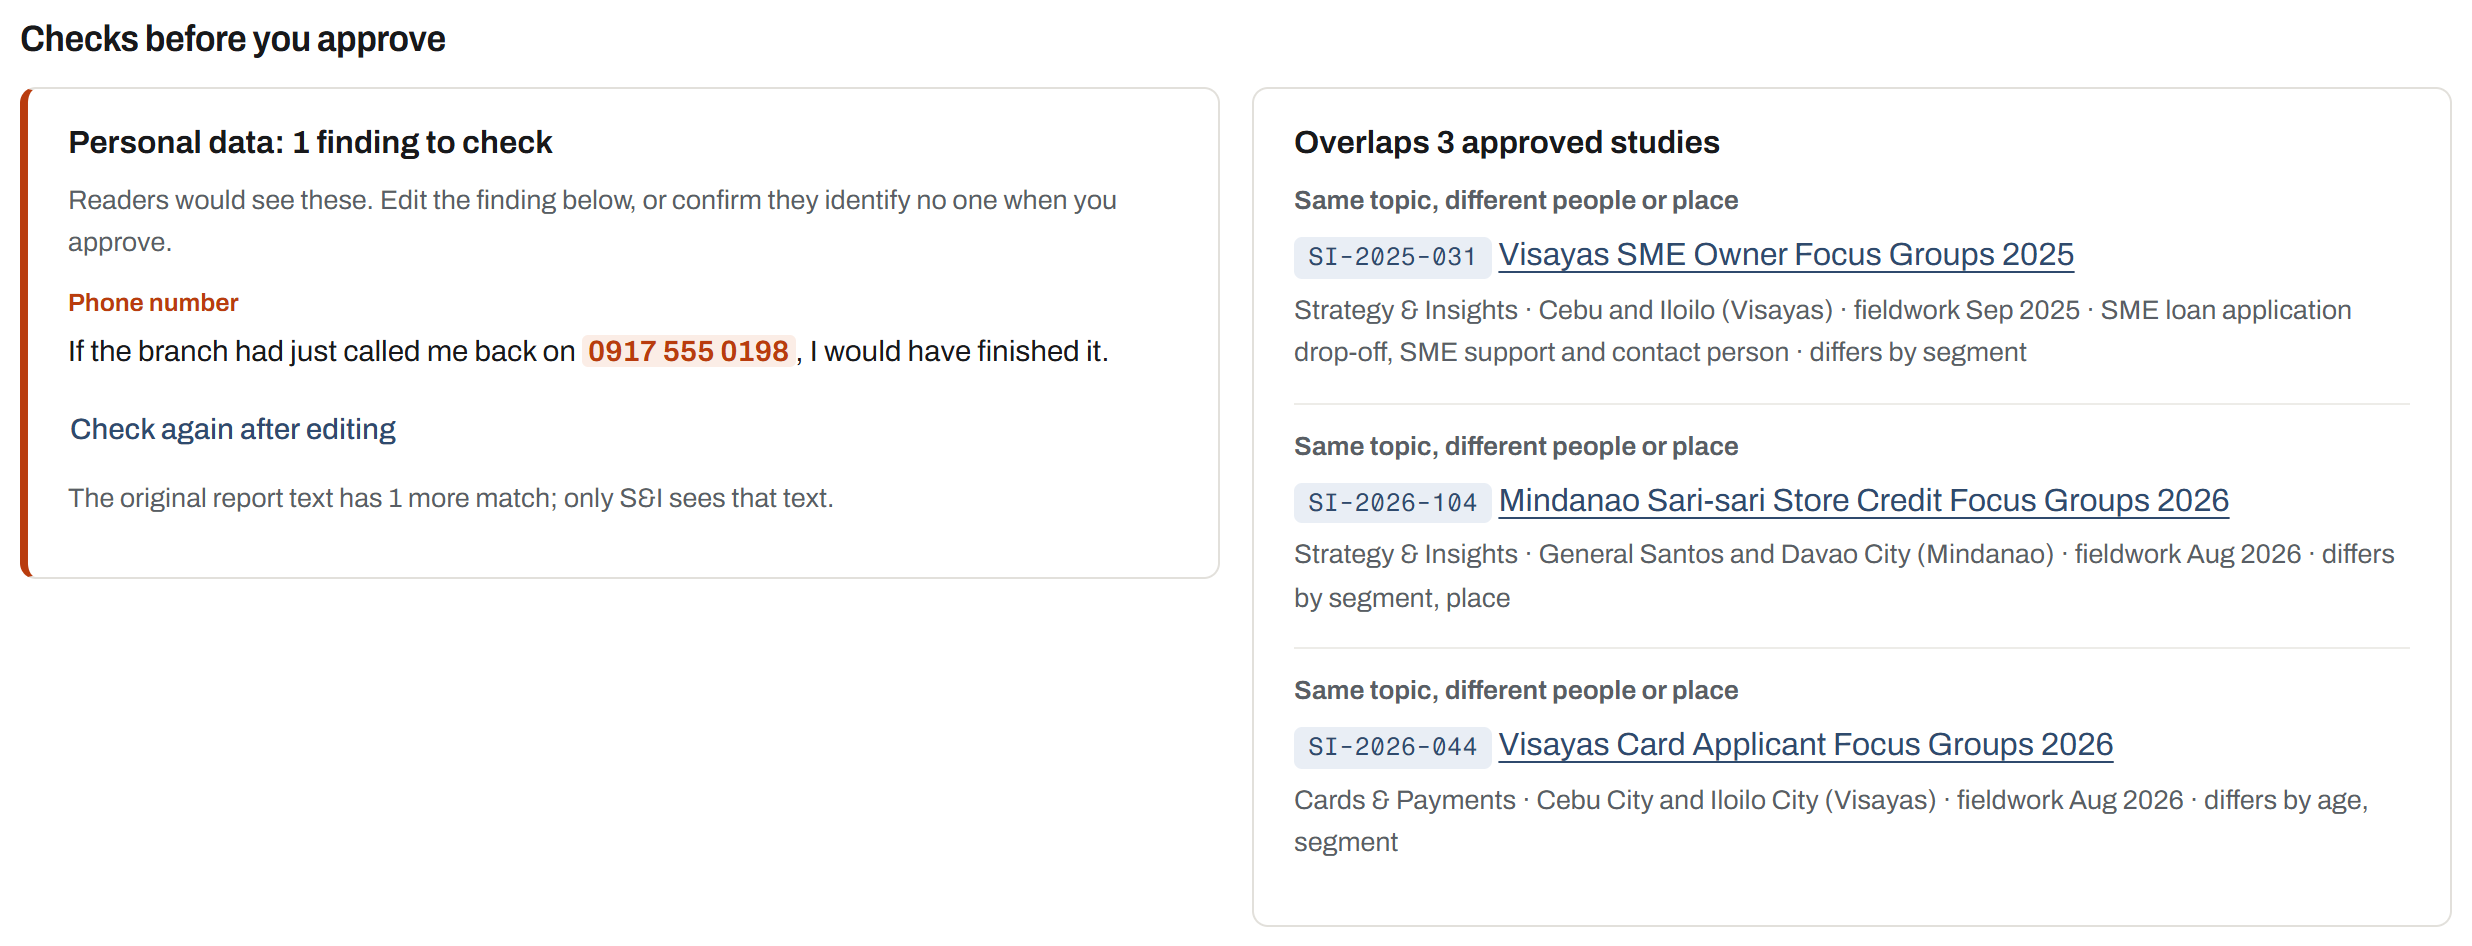 Checks before you approve
Personal data: 1 finding to check
Readers would see these. Edit the finding below, or confirm they identify no one when you
approve.
Phone number
If the branch had just called me back on 0917 555 0198, I would have finished it.
Check again after editing
The original report text has 1 more match; only S&I sees that text.
Overlaps 3 approved studies
Same topic, different people or place
SI-2025-031 Visayas SME Owner Focus Groups 2025
Strategy & Insights · Cebu and Iloilo (Visayas) · fieldwork Sep 2025 · SME loan application
drop-off, SME support and contact person · differs by segment
Same topic, different people or place
SI-2026-104 Mindanao Sari-sari Store Credit Focus Groups 2026
Strategy & Insights · General Santos and Davao City (Mindanao) · fieldwork Aug 2026 · differs
by segment, place
Same topic, different people or place
SI-2026-044 Visayas Card Applicant Focus Groups 2026
Cards & Payments · Cebu City and Iloilo City (Visayas) · fieldwork Aug 2026 · differs by age,
segment